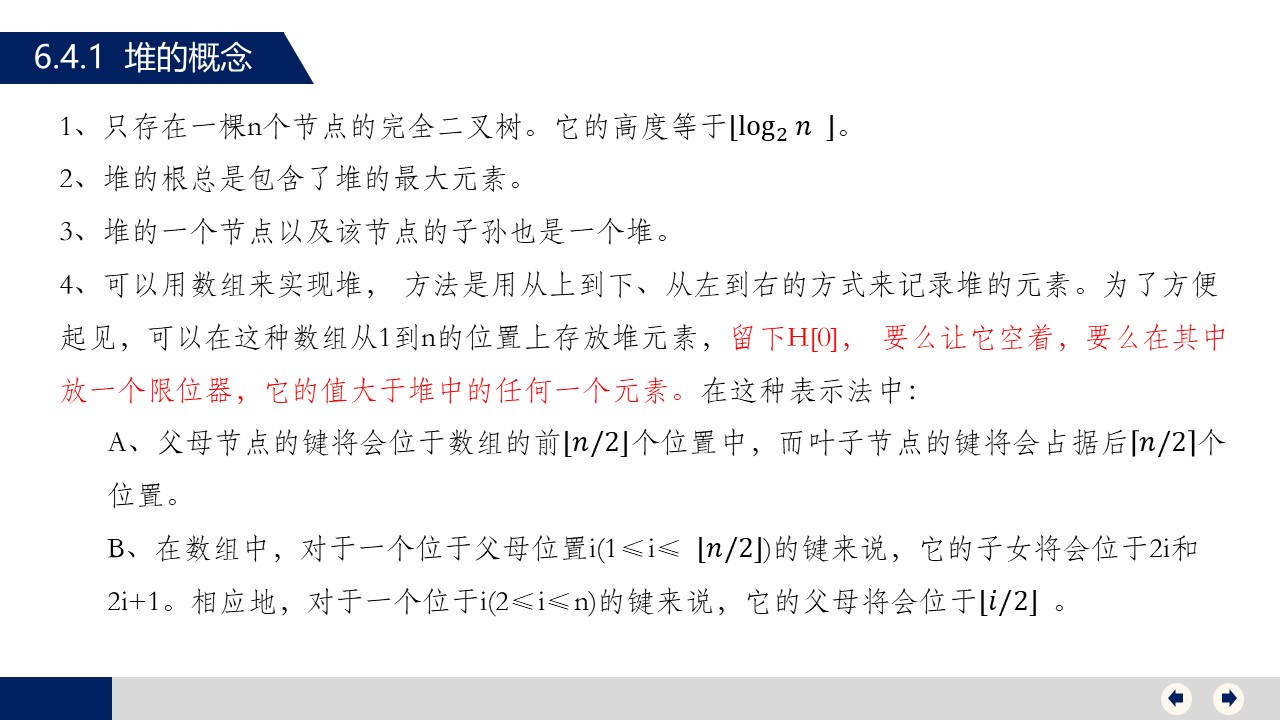 6.4.1 堆的概念
1、只存在一棵n个节点的完全二叉树。它的高度等于⌊log₂ n ⌋。
2、堆的根总是包含了堆的最大元素。
3、堆的一个节点以及该节点的子孙也是一个堆。
4、可以用数组来实现堆， 方法是用从上到下、从左到右的方式来记录堆的元素。为了方便
起见，可以在这种数组从1到n的位置上存放堆元素，留下H[0]， 要么让它空着，要么在其中
放一个限位器，它的值大于堆中的任何一个元素。在这种表示法中：
A、父母节点的键将会位于数组的前⌊n/2⌋个位置中，而叶子节点的键将会占据后⌈n/2⌉个
位置。
B、在数组中，对于一个位于父母位置i(1≤i≤ ⌊n/2⌋)的键来说，它的子女将会位于2i和
2i+1。相应地，对于一个位于i(2≤i≤n)的键来说，它的父母将会位于⌊i/2⌋ 。